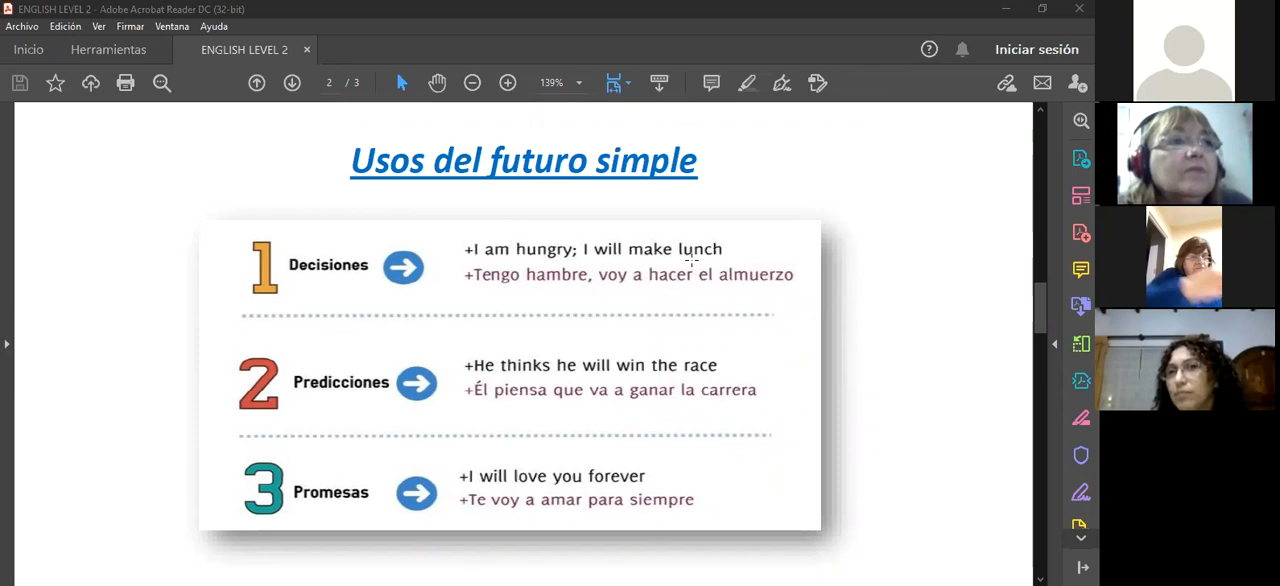 ENGLISH LEVEL 2 - Adobe Acrobat Reader DC (32-bit)
Archivo Edición Ver Firmar Ventana Ayuda
Inicio Herramientas ENGLISH LEVEL 2 × Iniciar sesión
2 / 3 139%
Usos del futuro simple
1 Decisiones
+I am hungry; I will make lunch
+Tengo hambre, voy a hacer el almuerzo
2 Predicciones
+He thinks he will win the race
+Él piensa que va a ganar la carrera
3 Promesas
+I will love you forever
+Te voy a amar para siempre